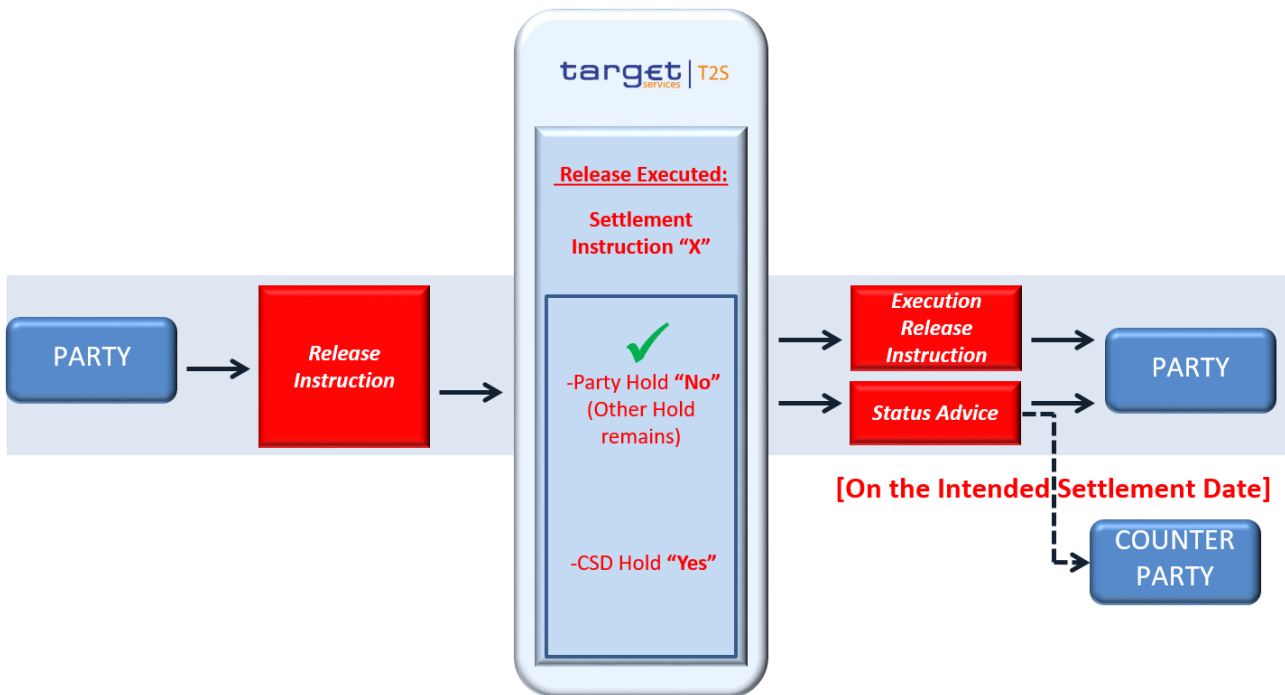 target | T2S
services
Release Executed:
Settlement
Instruction “X”
PARTY
Release
Instruction
-Party Hold “No”
(Other Hold
remains)
-CSD Hold “Yes”
Execution
Release
Instruction
Status Advice
PARTY
[On the Intended Settlement Date]
COUNTER
PARTY